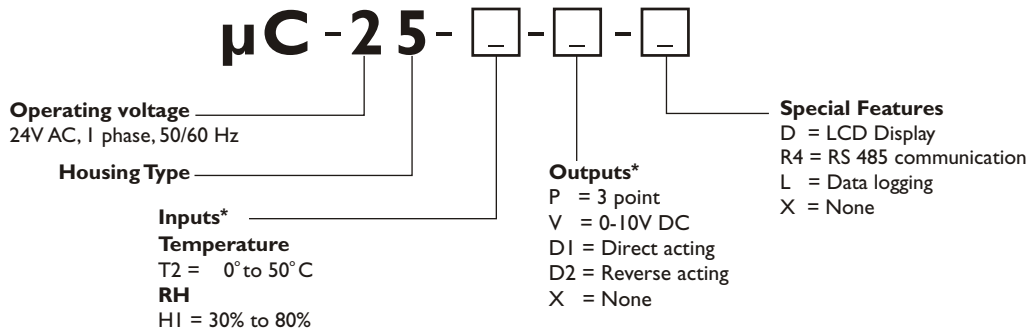 µC-25-_-_-_
Operating voltage
24V AC, 1 phase, 50/60 Hz
Housing Type
Inputs*
Temperature
T2 = 0° to 50° C
RH
H1 = 30% to 80%
Outputs*
P = 3 point
V = 0-10V DC
D1 = Direct acting
D2 = Reverse acting
X = None
Special Features
D = LCD Display
R4 = RS 485 communication
L = Data logging
X = None